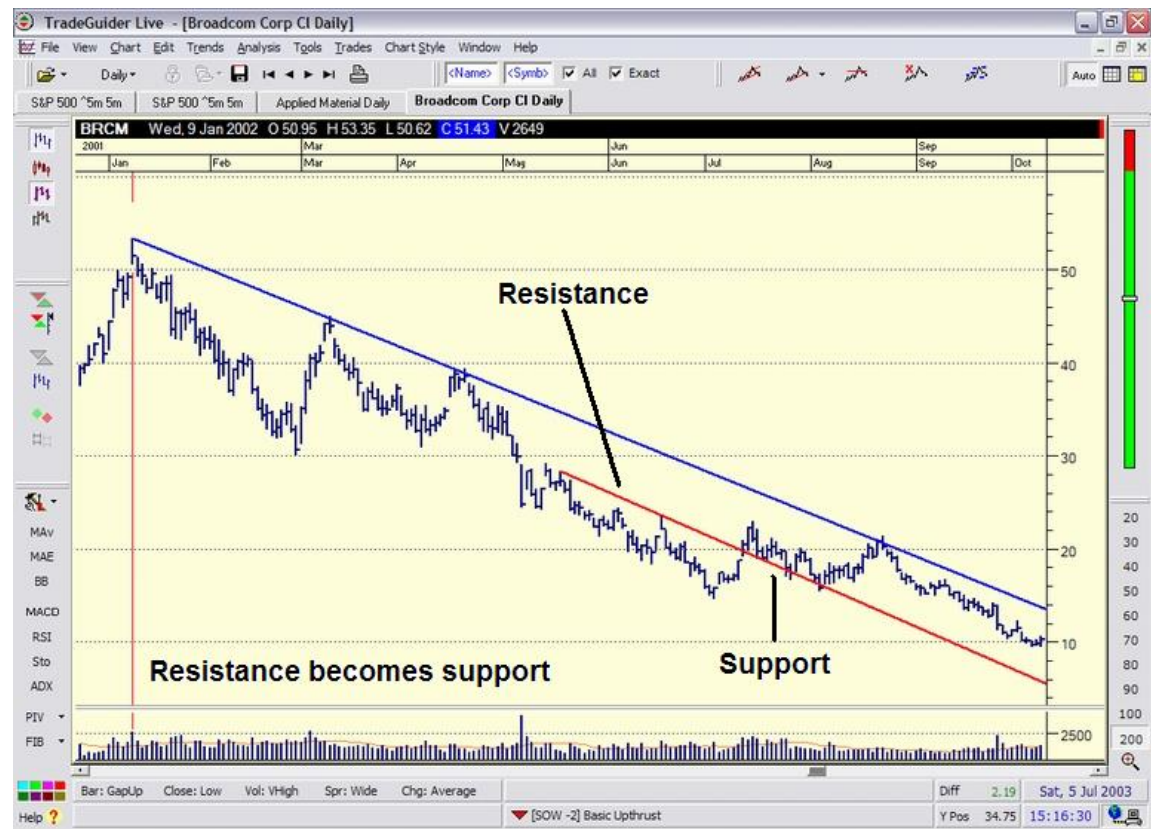 TradeGuider Live - [Broadcom Corp CI Daily]
File View Chart Edit Trends Analysis Tools Trades Chart Style Window Help
Daily <Name> <Symb> All Exact Auto
S&P 500 ^5m 5m S&P 500 ^5m 5m Applied Material Daily Broadcom Corp CI Daily
BRCM Wed, 9 Jan 2002 O 50.95 H 53.35 L 50.62 C 51.43 V 2649
2001 Mar Jun Sep
Jan Feb Mar Apr May Jun Jul Aug Sep Oct
50
Resistance
40
30
20
10
Support
Resistance becomes support
2500
MAv
MAE
BB
MACD
RSI
Sto
ADX
PIV
FIB
20
30
40
50
60
70
80
90
100
200
Bar: GapUp Close: Low Vol: VHigh Spr: Wide Chg: Average Diff 2.19 Sat, 5 Jul 2003
Help ? [SOW -2] Basic Upthrust Y Pos 34.75 15:16:30